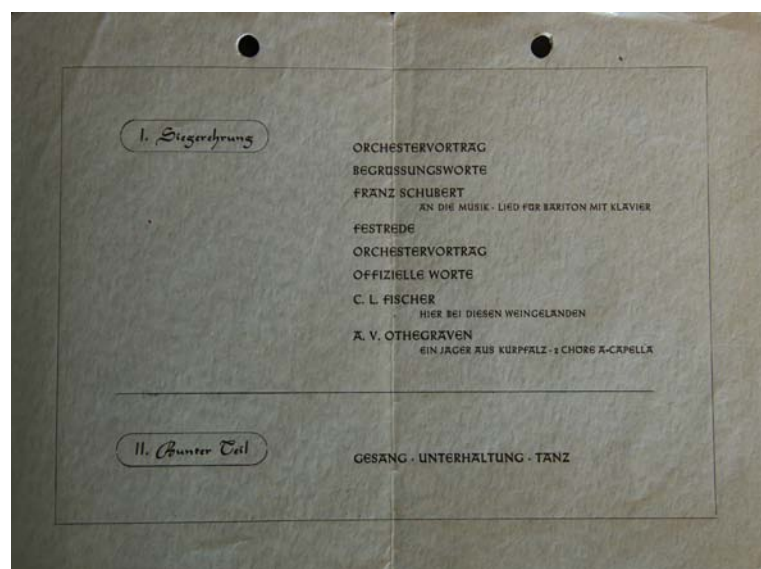 I. Siegerehrung
ORCHESTERVORTRAG
BEGRÜSSUNGSWORTE
FRANZ SCHUBERT
AN DIE MUSIK - LIED FÜR BARITON MIT KLAVIER
FESTREDE
ORCHESTERVORTRAG
OFFIZIELLE WORTE
C. L. FISCHER
HIER BEI DIESEN WEINGELÄNDEN
A. V. OTHEGRAVEN
EIN JÄGER AUS KURPFALZ - 2 CHÖRE A-CAPELLA
II. Bunter Teil
GESANG - UNTERHALTUNG - TANZ